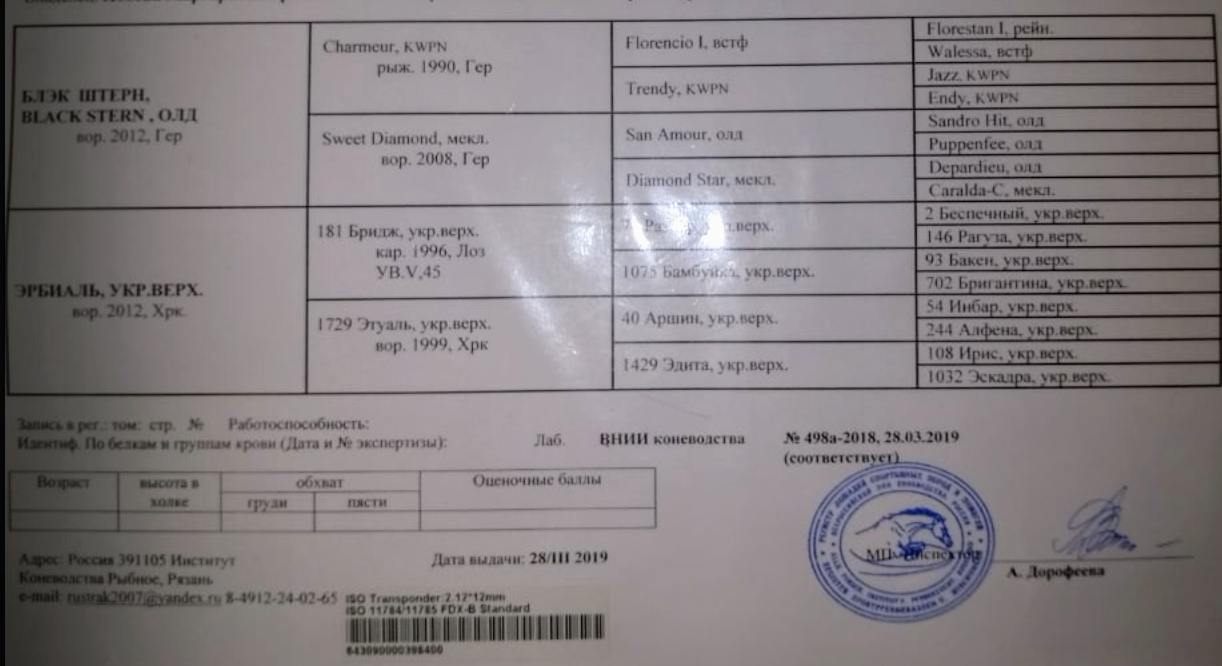 БЛЭК ШТЕРН,
BLACK STERN , ОЛД
вор. 2012, Гер
Charmeur, KWPN
рыж. 1990, Гер
Florencio I, встф
Florestan I, рейн.
Walessa, встф
Trendy, KWPN
Jazz, KWPN
Endy, KWPN
Sweet Diamond, мекл.
вор. 2008, Гер
San Amour, олд
Sandro Hit, олд
Puppenfee, олд
Diamond Star, мекл.
Depardieu, олд
Caralda-C, мекл.
ЭРБИАЛЬ, УКР.ВЕРХ.
вор. 2012, Хрк.
181 Бридж, укр.верх.
кар. 1996, Лоз
УВ.V,45
2 Беспечный, укр.верх.
146 Рагуза, укр.верх.
1075 Бамбушка, укр.верх.
93 Бакен, укр.верх.
702 Бригантина, укр.верх.
1729 Этуаль, укр.верх.
вор. 1999, Хрк
40 Аршин, укр.верх.
54 Инбар, укр.верх.
244 Алфена, укр.верх.
1429 Эдита, укр.верх.
108 Ирис, укр.верх.
1032 Эскадра, укр.верх.
Запись в рег.: том: стр. № Работоспособность:
Идентиф. По белкам и группам крови (Дата и № экспертизы): Лаб. ВНИИ коневодства № 498а-2018, 28.03.2019
(соответствует)
Возраст высота в холке обхват Оценочные баллы
груди пясти
МП Инспектор
А. Дорофеева
Адрес: Россия 391105 Институт
Коневодства Рыбное, Рязань
e-mail: rustrak2007@yandex.ru 8-4912-24-02-65
Дата выдачи: 28/III 2019
ISO Transponder 2.12*12mm
ISO 11784/11785 FDX-B Standard
643090000398400